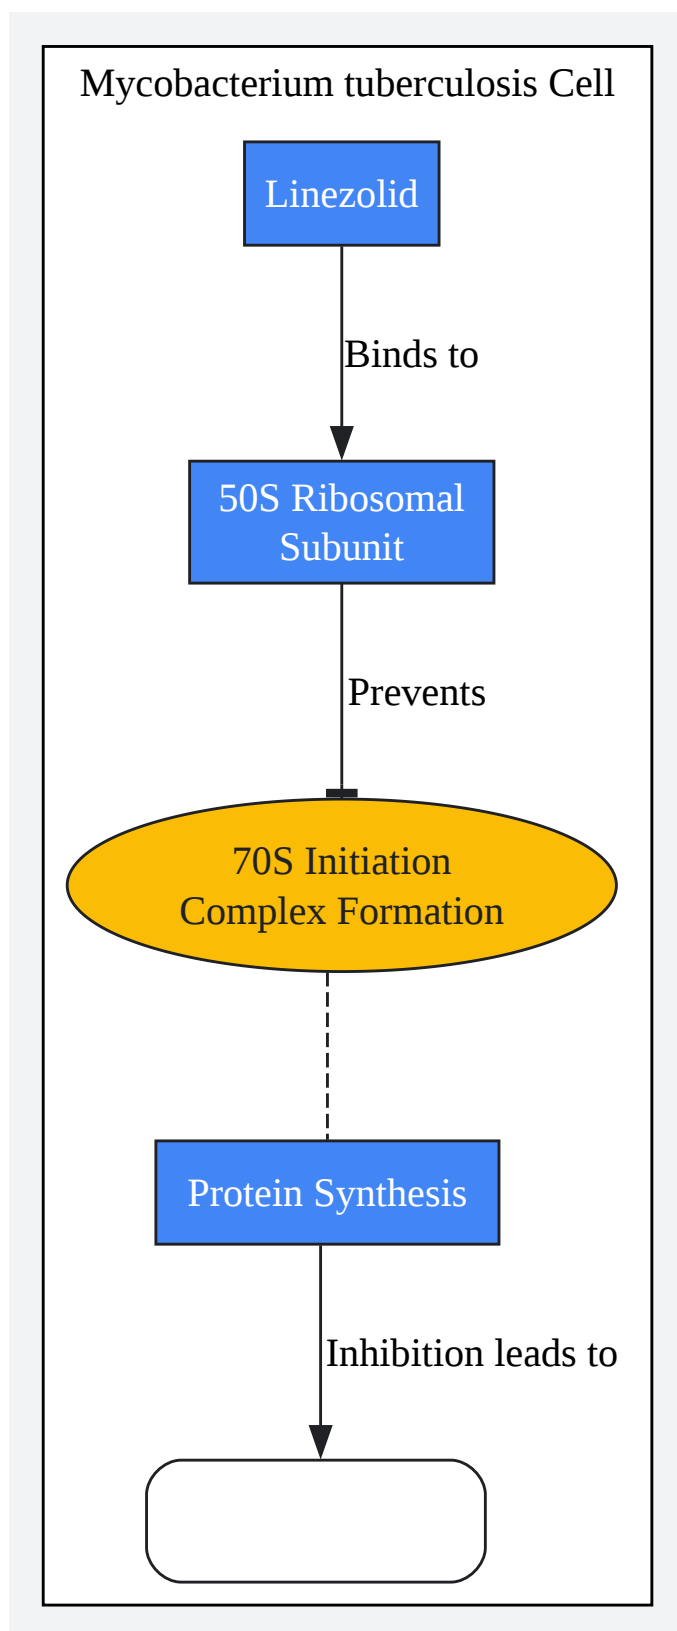 Mycobacterium tuberculosis Cell
Linezolid
Binds to
50S Ribosomal
Subunit
Prevents
70S Initiation
Complex Formation
Protein Synthesis
Inhibition leads to